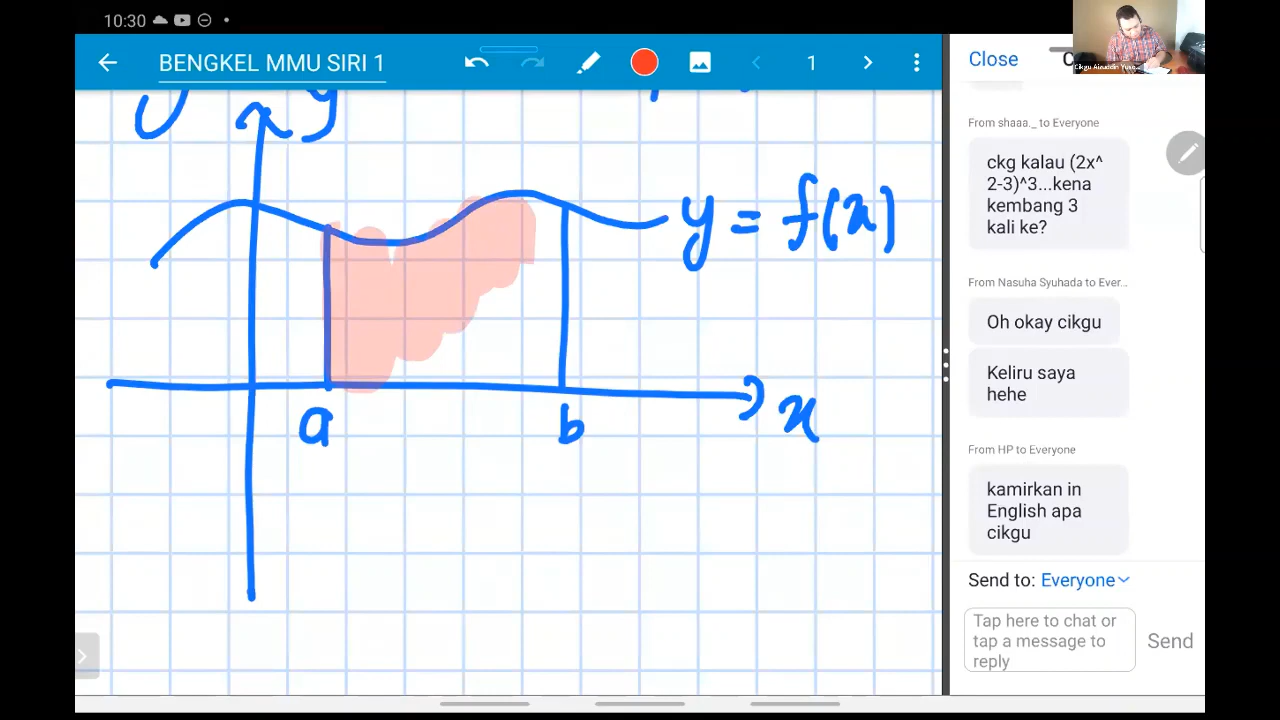 10:30
BENGKEL MMU SIRI 1
1
y
y = f(x)
a
b
x
Close
Cikgu Aizuddin
From shaaa._ to Everyone
ckg kalau (2x^
2-3)^3...kena
kembang 3
kali ke?
From Nasuha Syuhada to Ever...
Oh okay cikgu
Keliru saya
hehe
From HP to Everyone
kamirkan in
English apa
cikgu
Send to: Everyone
Tap here to chat or
tap a message to
reply
Send